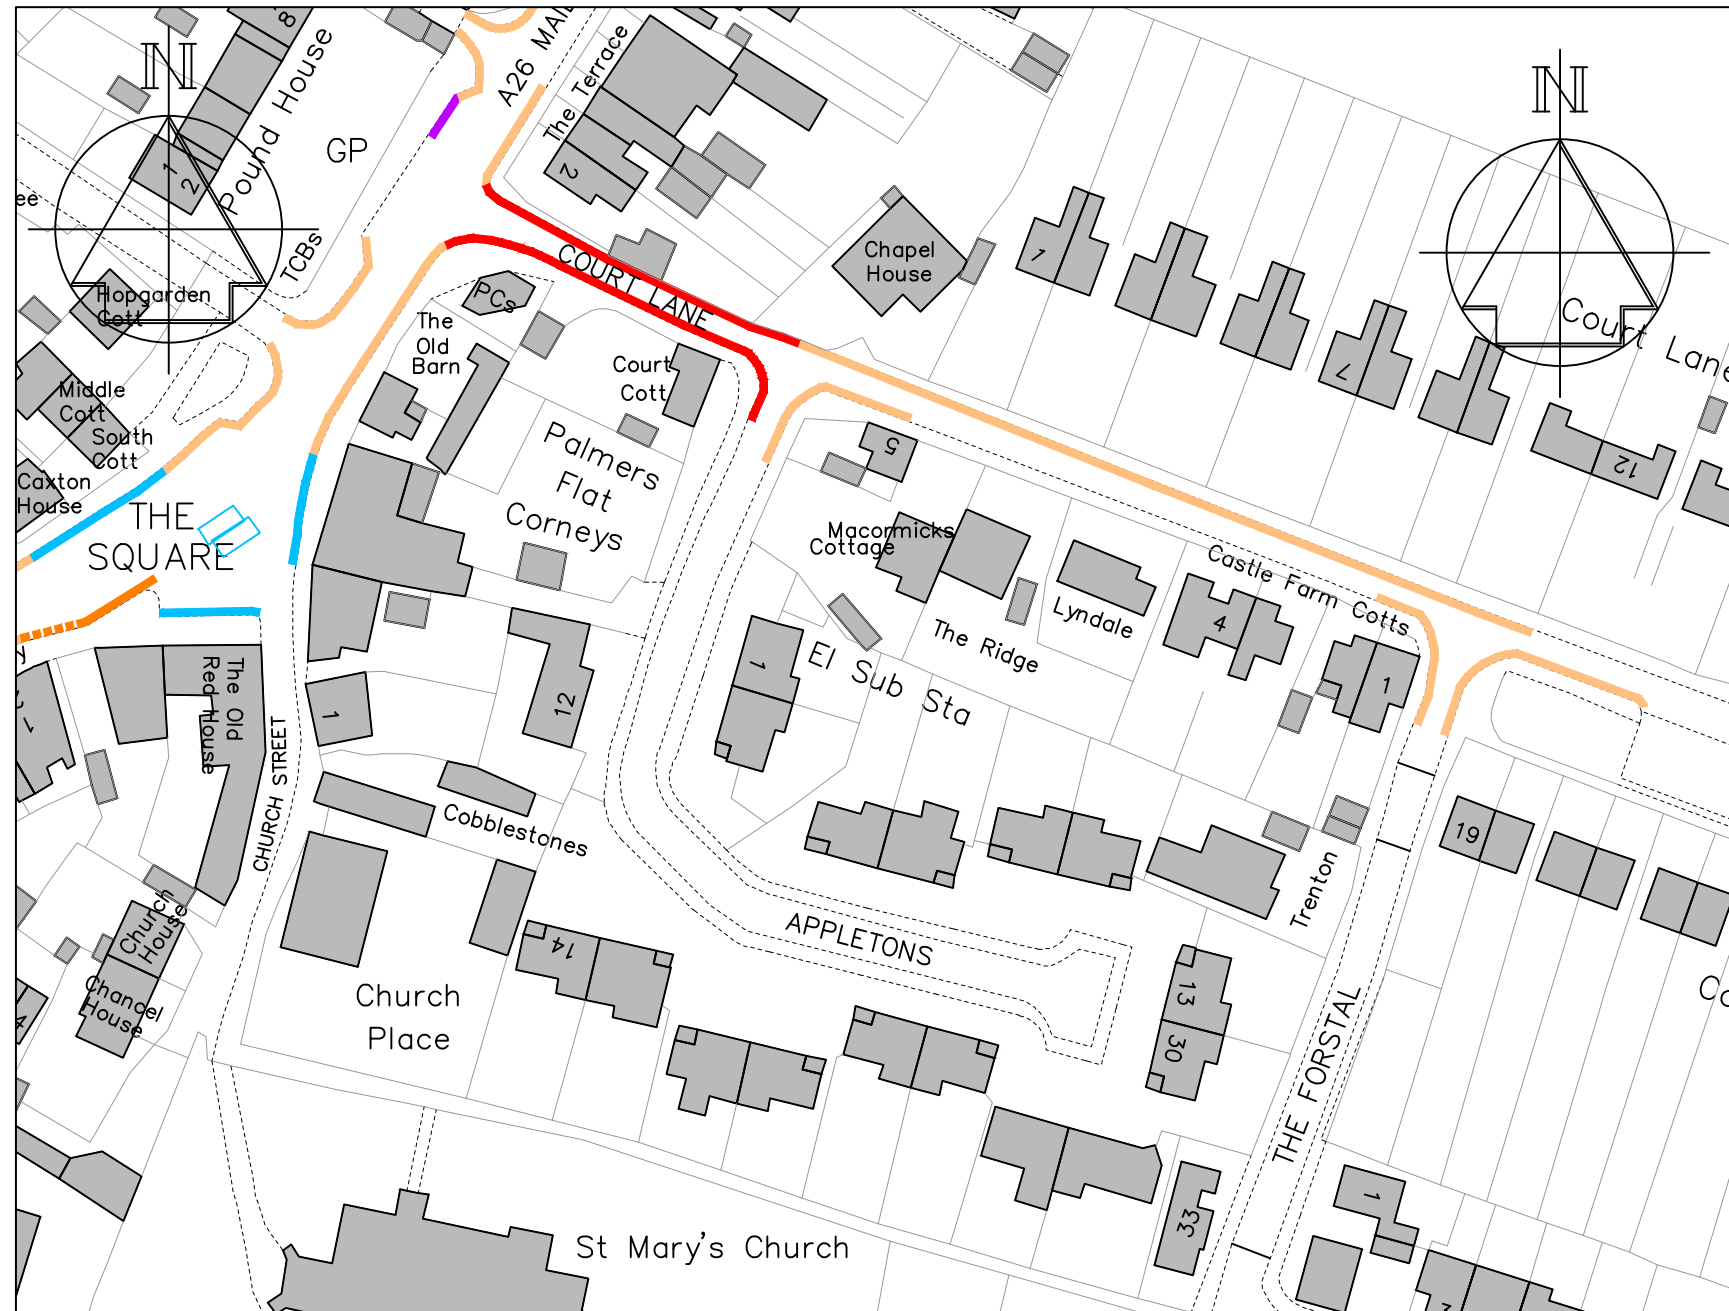 8
N
Pound House
1
2
GP
A26 MAI
The Terrace
2
TCBs
ee
Hopgarden
Cott
Middle
Cott
South
Cott
Caxton
House
THE
SQUARE
PCs
The
Old
Barn
COURT LANE
Court
Cott
Palmers
Flat
Corneys
Chapel
House
1
7
12
N
Court Lane
5
Macormicks
Cottage
The Ridge
Lyndale
Castle Farm Cotts
4
1
El Sub Sta
1
12
1
The Old
Red House
CHURCH STREET
Cobblestones
Church
House
Chancel
House
4
Church
Place
14
APPLETONS
Trenton
19
13
30
THE FORSTAL
Co
33
1
St Mary's Church